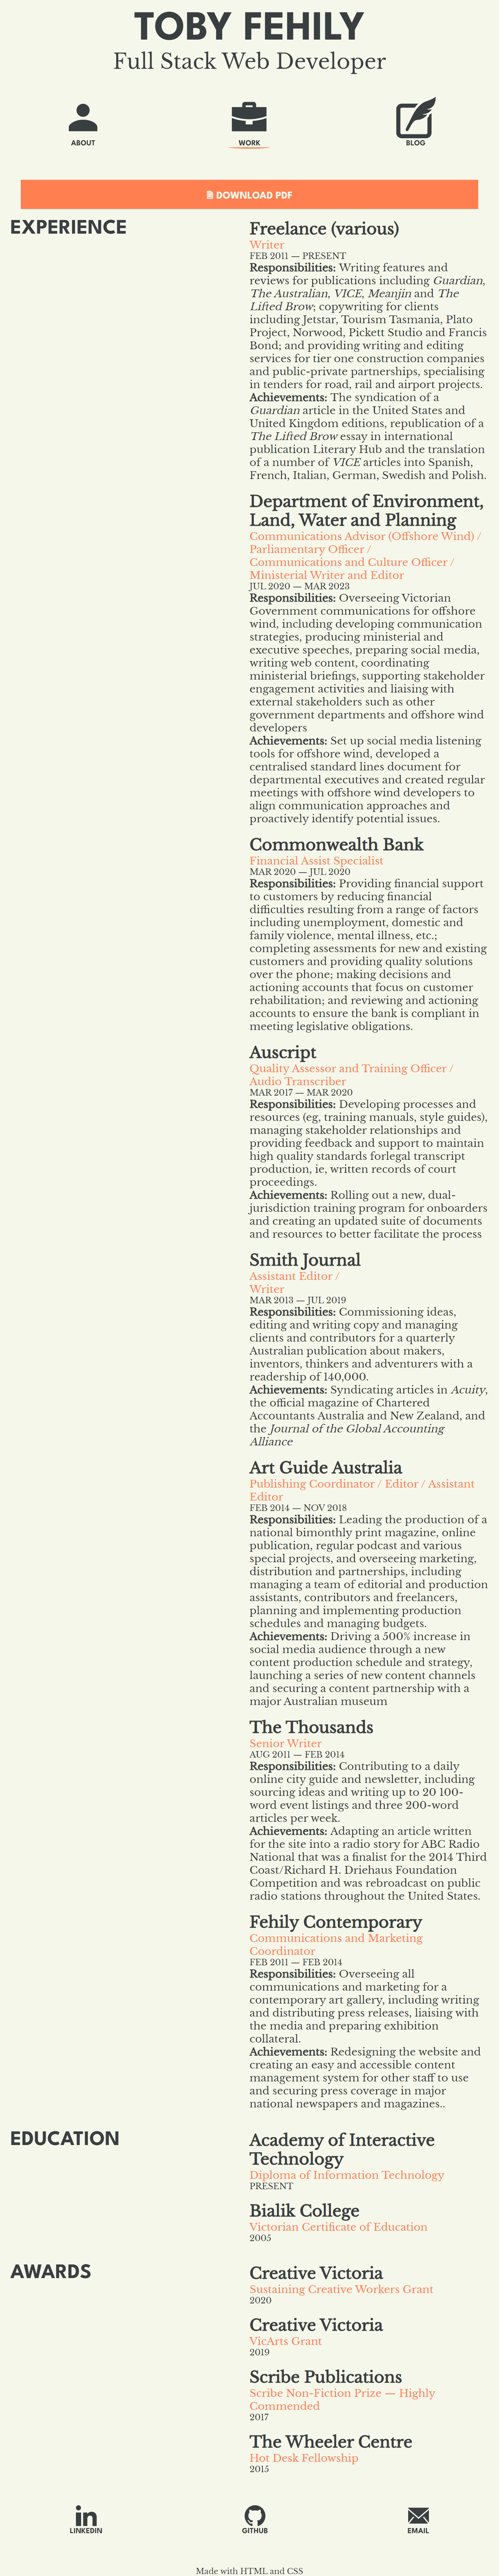 TOBY FEHILY
Full Stack Web Developer
ABOUT
WORK
BLOG
DOWNLOAD PDF
EXPERIENCE
Freelance (various)
Writer
FEB 2011 — PRESENT
Responsibilities: Writing features and
reviews for publications including Guardian,
The Australian, VICE, Meanjin and The
Lifted Brow; copywriting for clients
including Jetstar, Tourism Tasmania, Plato
Project, Norwood, Pickett Studio and Francis
Bond; and providing writing and editing
services for tier one construction companies
and public-private partnerships, specialising
in tenders for road, rail and airport projects.
Achievements: The syndication of a
Guardian article in the United States and
United Kingdom editions, republication of a
The Lifted Brow essay in international
publication Literary Hub and the translation
of a number of VICE articles into Spanish,
French, Italian, German, Swedish and Polish.
Department of Environment,
Land, Water and Planning
Communications Advisor (Offshore Wind) /
Parliamentary Officer /
Communications and Culture Officer /
Ministerial Writer and Editor
JUL 2020 — MAR 2023
Responsibilities: Overseeing Victorian
Government communications for offshore
wind, including developing communication
strategies, producing ministerial and
executive speeches, preparing social media,
writing web content, coordinating
ministerial briefings, supporting stakeholder
engagement activities and liaising with
external stakeholders such as other
government departments and offshore wind
developers
Achievements: Set up social media listening
tools for offshore wind, developed a
centralised standard lines document for
departmental executives and created regular
meetings with offshore wind developers to
align communication approaches and
proactively identify potential issues.
Commonwealth Bank
Financial Assist Specialist
MAR 2020 — JUL 2020
Responsibilities: Providing financial support
to customers by reducing financial
difficulties resulting from a range of factors
including unemployment, domestic and
family violence, mental illness, etc.;
completing assessments for new and existing
customers and providing quality solutions
over the phone; making decisions and
actioning accounts that focus on customer
rehabilitation; and reviewing and actioning
accounts to ensure the bank is compliant in
meeting legislative obligations.
Auscript
Quality Assessor and Training Officer /
Audio Transcriber
MAR 2017 — MAR 2020
Responsibilities: Developing processes and
resources (eg, training manuals, style guides),
managing stakeholder relationships and
providing feedback and support to maintain
high quality standards forlegal transcript
production, ie, written records of court
proceedings.
Achievements: Rolling out a new, dual-
jurisdiction training program for onboarders
and creating an updated suite of documents
and resources to better facilitate the process
Smith Journal
Assistant Editor /
Writer
MAR 2013 — JUL 2019
Responsibilities: Commissioning ideas,
editing and writing copy and managing
clients and contributors for a quarterly
Australian publication about makers,
inventors, thinkers and adventurers with a
readership of 140,000.
Achievements: Syndicating articles in Acuity,
the official magazine of Chartered
Accountants Australia and New Zealand, and
the Journal of the Global Accounting
Alliance
Art Guide Australia
Publishing Coordinator / Editor / Assistant
Editor
FEB 2014 — NOV 2018
Responsibilities: Leading the production of a
national bimonthly print magazine, online
publication, regular podcast and various
special projects, and overseeing marketing,
distribution and partnerships, including
managing a team of editorial and production
assistants, contributors and freelancers,
planning and implementing production
schedules and managing budgets.
Achievements: Driving a 500% increase in
social media audience through a new
content production schedule and strategy,
launching a series of new content channels
and securing a content partnership with a
major Australian museum
The Thousands
Senior Writer
AUG 2011 — FEB 2014
Responsibilities: Contributing to a daily
online city guide and newsletter, including
sourcing ideas and writing up to 20 100-
word event listings and three 200-word
articles per week.
Achievements: Adapting an article written
for the site into a radio story for ABC Radio
National that was a finalist for the 2014 Third
Coast/Richard H. Driehaus Foundation
Competition and was rebroadcast on public
radio stations throughout the United States.
Fehily Contemporary
Communications and Marketing
Coordinator
FEB 2011 — FEB 2014
Responsibilities: Overseeing all
communications and marketing for a
contemporary art gallery, including writing
and distributing press releases, liaising with
the media and preparing exhibition
collateral.
Achievements: Redesigning the website and
creating an easy and accessible content
management system for other staff to use
and securing press coverage in major
national newspapers and magazines..
EDUCATION
Academy of Interactive
Technology
Diploma of Information Technology
PRESENT
Bialik College
Victorian Certificate of Education
2005
AWARDS
Creative Victoria
Sustaining Creative Workers Grant
2020
Creative Victoria
VicArts Grant
2019
Scribe Publications
Scribe Non-Fiction Prize — Highly
Commended
2017
The Wheeler Centre
Hot Desk Fellowship
2015
LINKEDIN
GITHUB
EMAIL
Made with HTML and CSS